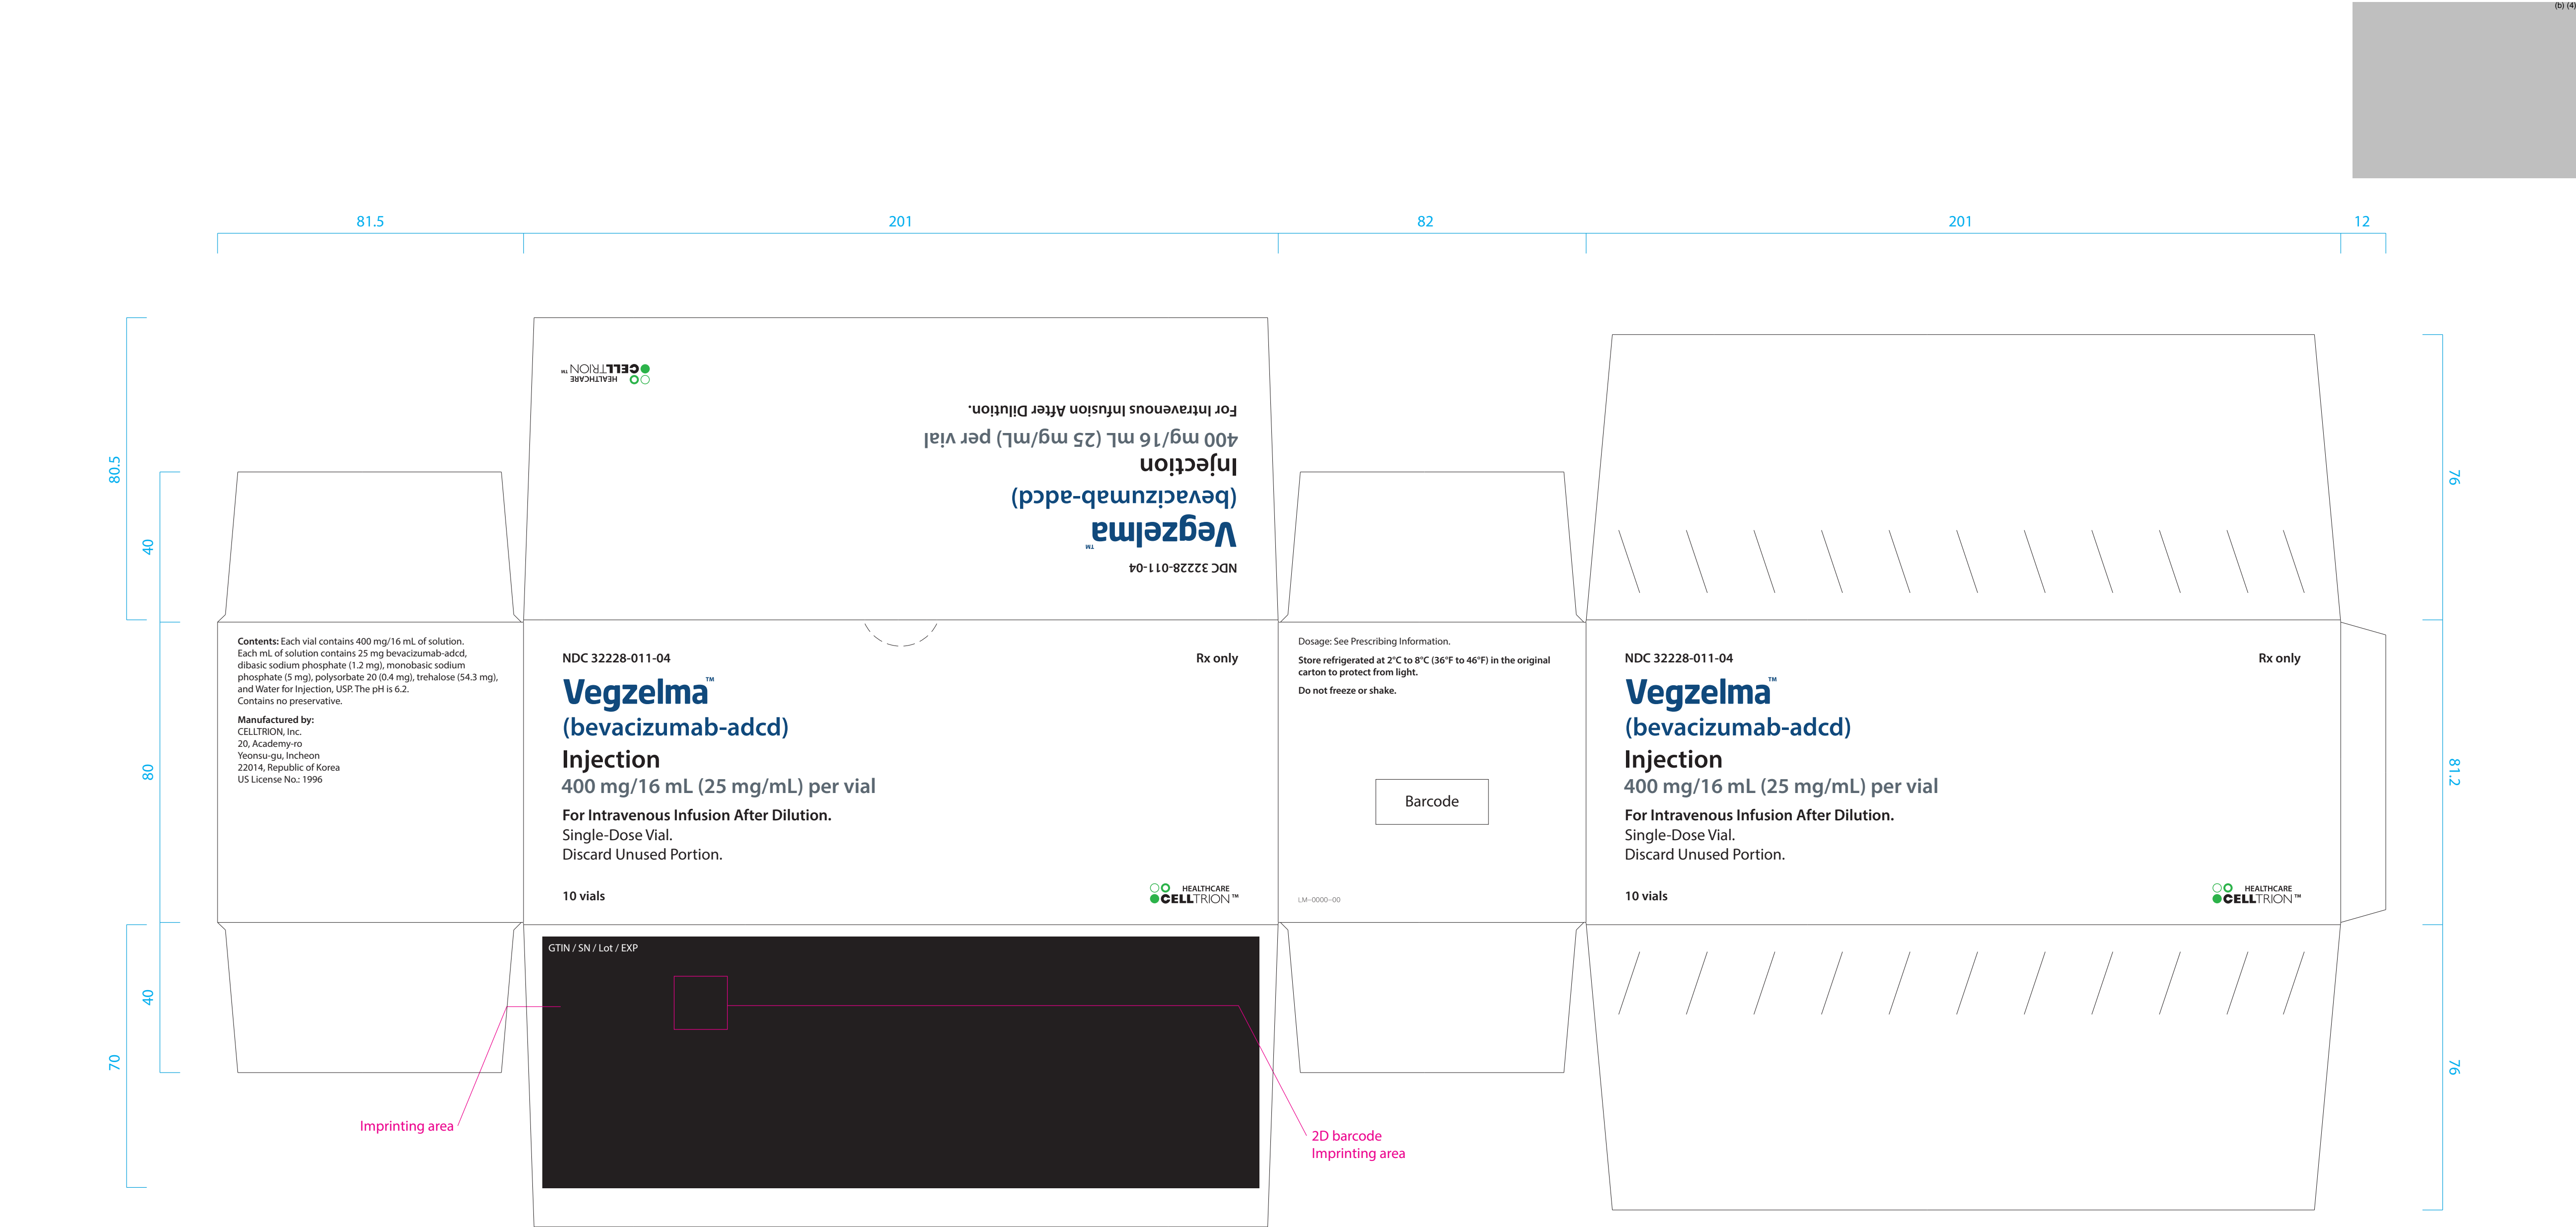 (b) (4)
81.5
201
82
201
12
80.5
40
80
40
70
76
81.2
76
HEALTHCARE
CELLTRION™
For Intravenous Infusion After Dilution.
400 mg/16 mL (25 mg/mL) per vial
Injection
(bevacizumab-adcd)
Vegzelma™
NDC 32228-011-04
Contents: Each vial contains 400 mg/16 mL of solution.
Each mL of solution contains 25 mg bevacizumab-adcd,
dibasic sodium phosphate (1.2 mg), monobasic sodium
phosphate (5 mg), polysorbate 20 (0.4 mg), trehalose (54.3 mg),
and Water for Injection, USP. The pH is 6.2.
Contains no preservative.
Manufactured by:
CELLTRION, Inc.
20, Academy-ro
Yeonsu-gu, Incheon
22014, Republic of Korea
US License No.: 1996
NDC 32228-011-04
Rx only
Vegzelma™
(bevacizumab-adcd)
Injection
400 mg/16 mL (25 mg/mL) per vial
For Intravenous Infusion After Dilution.
Single-Dose Vial.
Discard Unused Portion.
10 vials
HEALTHCARE
CELLTRION™
Dosage: See Prescribing Information.
Store refrigerated at 2°C to 8°C (36°F to 46°F) in the original
carton to protect from light.
Do not freeze or shake.
Barcode
LM-0000-00
NDC 32228-011-04
Rx only
Vegzelma™
(bevacizumab-adcd)
Injection
400 mg/16 mL (25 mg/mL) per vial
For Intravenous Infusion After Dilution.
Single-Dose Vial.
Discard Unused Portion.
10 vials
HEALTHCARE
CELLTRION™
GTIN / SN / Lot / EXP
Imprinting area
2D barcode
Imprinting area